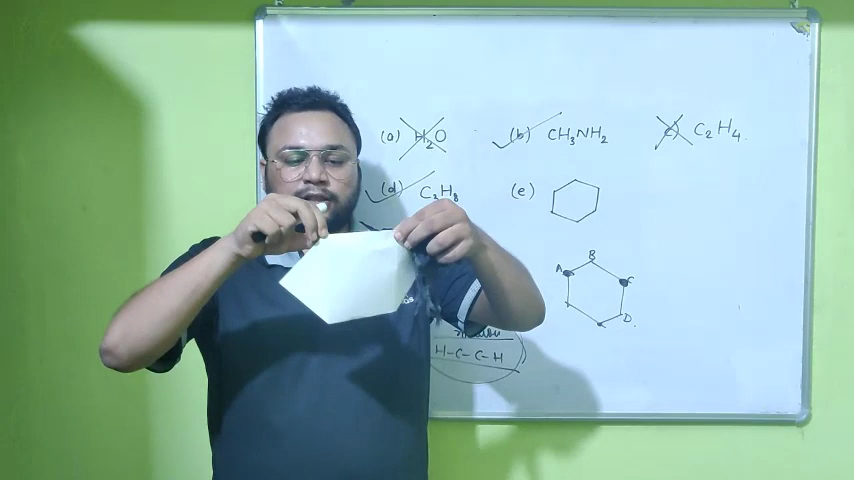 (a) H2O (b) CH3NH2 (c) C2H4.
(d) C3H8 (e)
B
A C
D.
H-C-C-H